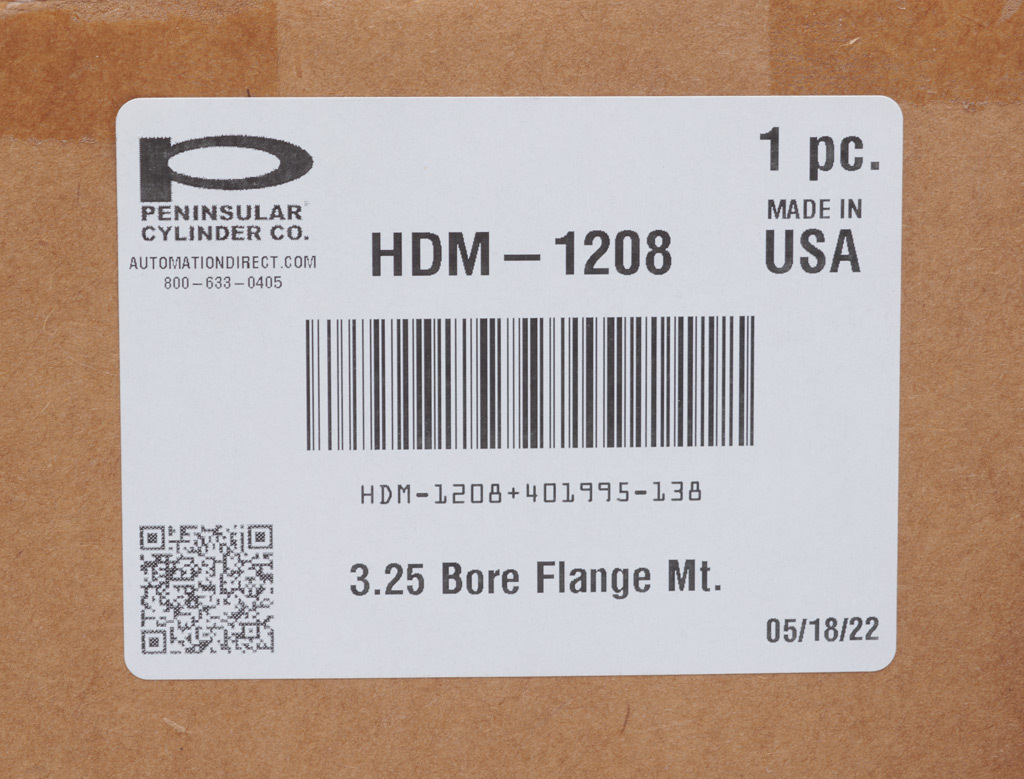 PENINSULAR
CYLINDER CO.
AUTOMATIONDIRECT.COM
800-633-0405
1 pc.
MADE IN
USA
HDM-1208
HDM-1208+401995-138
3.25 Bore Flange Mt.
05/18/22